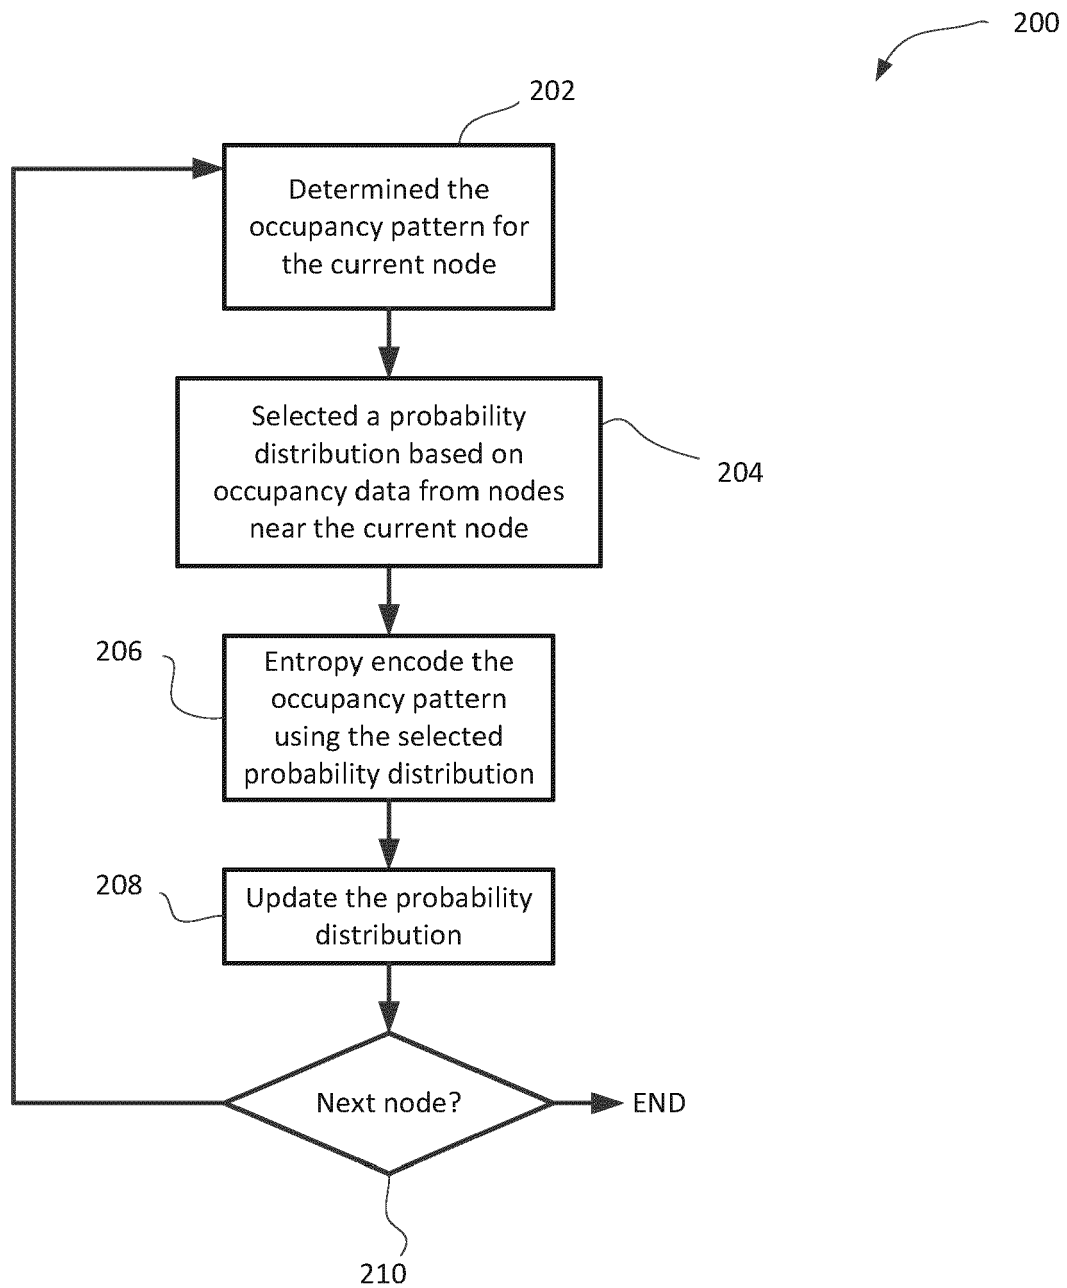 200
202
Determined the
occupancy pattern for
the current node
Selected a probability
distribution based on
occupancy data from nodes
near the current node
204
206
Entropy encode the
occupancy pattern
using the selected
probability distribution
208
Update the probability
distribution
Next node?
END
210